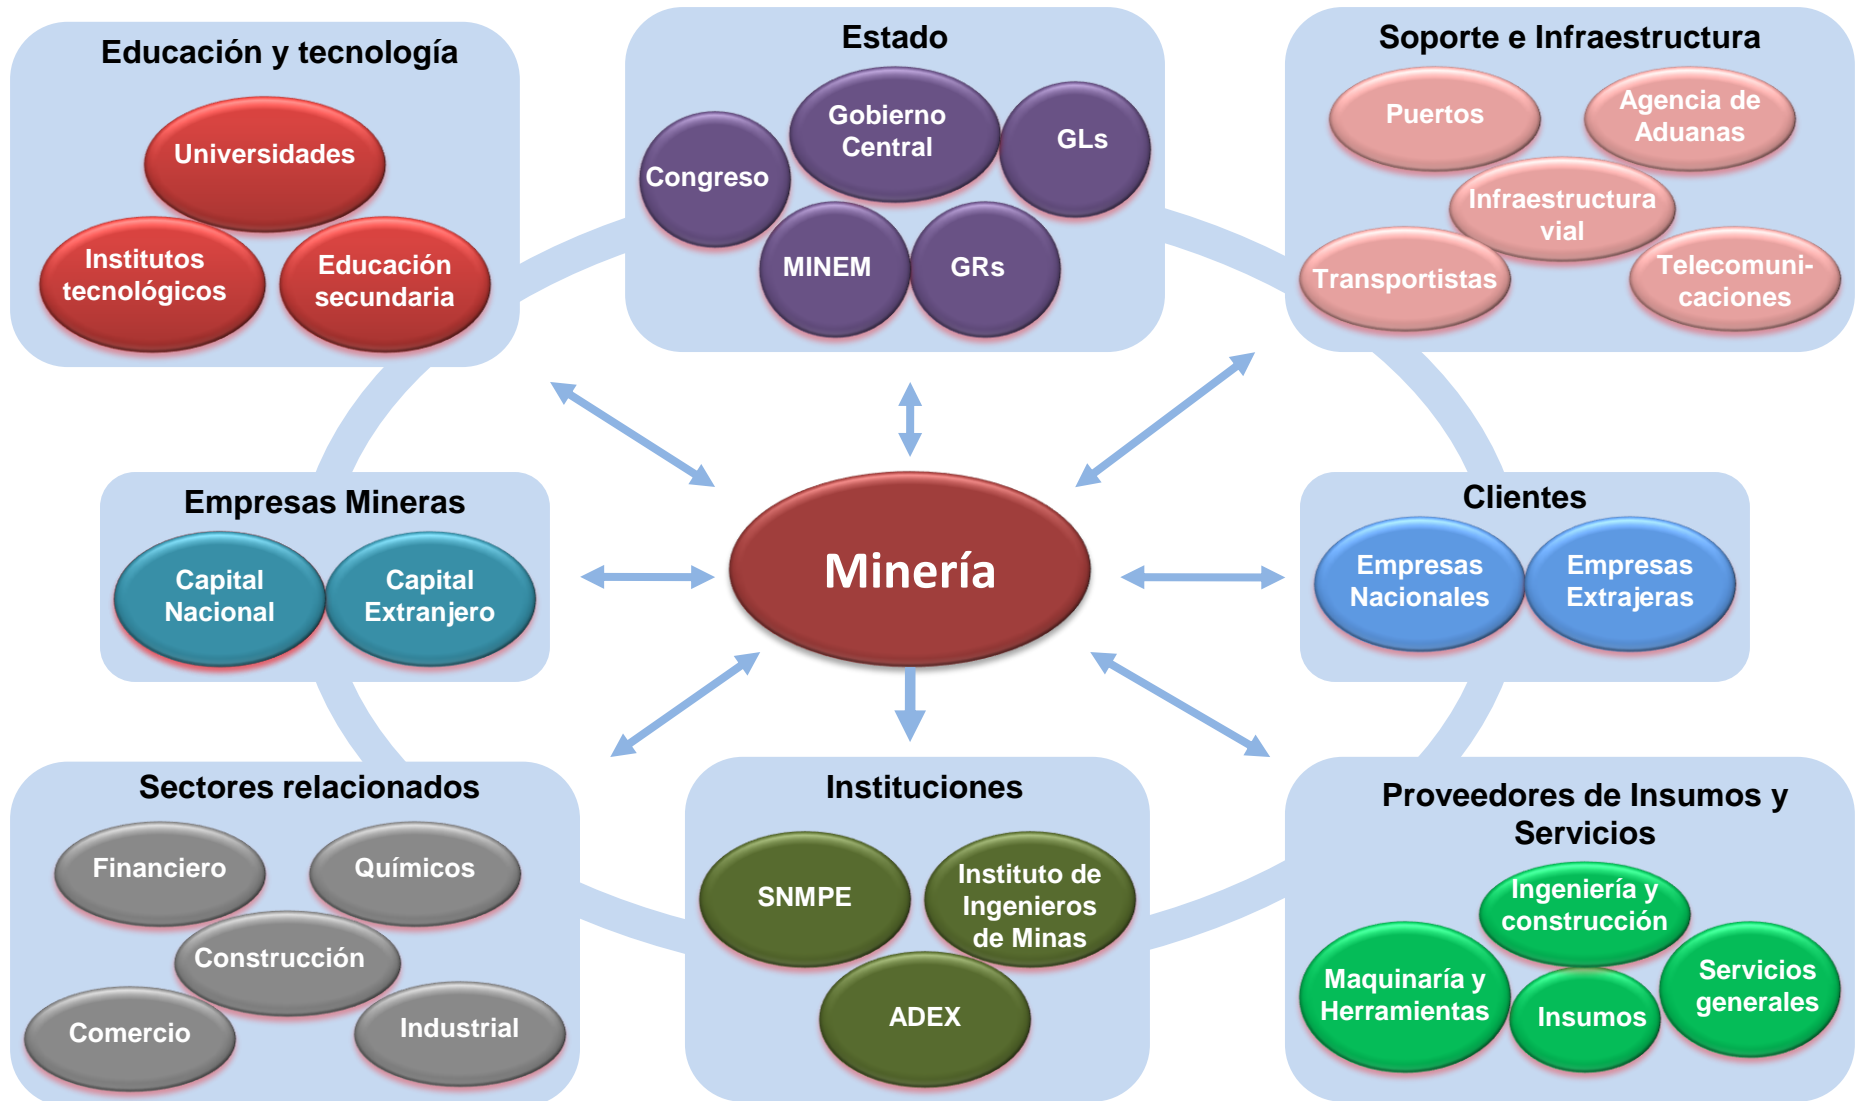 Educación y tecnología
Universidades
Institutos
tecnológicos
Educación
secundaria
Estado
Gobierno
Central
GLs
Congreso
MINEM
GRs
Soporte e Infraestructura
Puertos
Agencia de
Aduanas
Infraestructura
vial
Transportistas
Telecomuni-
caciones
Empresas Mineras
Capital
Nacional
Capital
Extranjero
Minería
Clientes
Empresas
Nacionales
Empresas
Extrajeras
Sectores relacionados
Financiero
Químicos
Construcción
Comercio
Industrial
Instituciones
SNMPE
Instituto de
Ingenieros
de Minas
ADEX
Proveedores de Insumos y
Servicios
Ingeniería y
construcción
Maquinaría y
Herramientas
Insumos
Servicios
generales